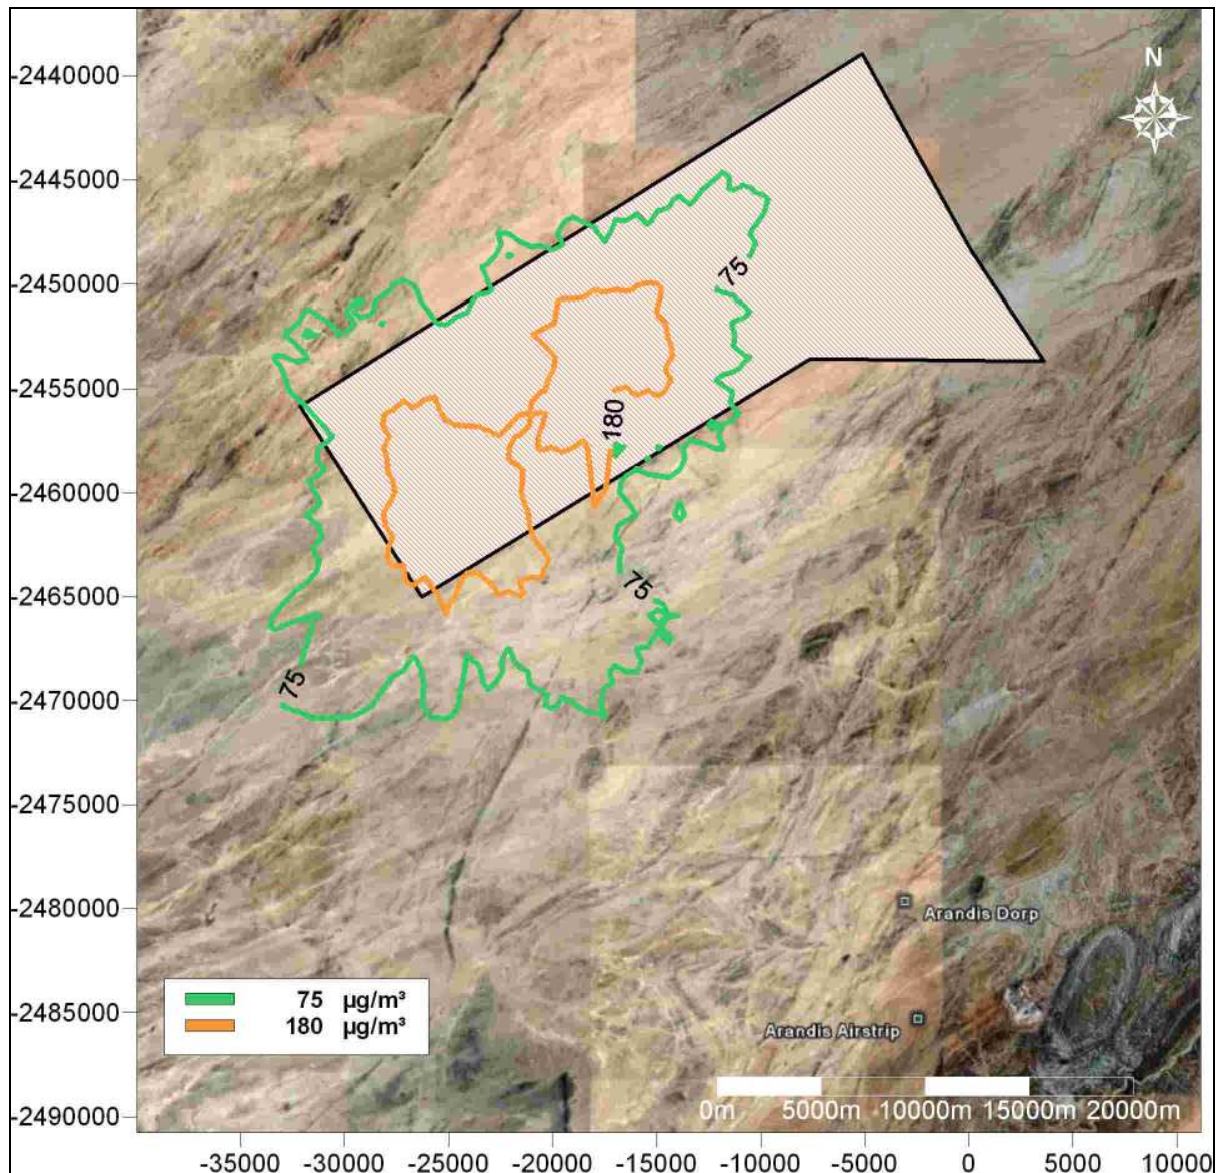 N
-2440000
-2445000
-2450000
-2455000
-2460000
-2465000
-2470000
-2475000
-2480000
-2485000
-2490000
75
180
75
75
Arandis Dorp
Arandis Airstrip
75 µg/m³
180 µg/m³
0m 5000m 10000m 15000m 20000m
-35000 -30000 -25000 -20000 -15000 -10000 -5000 0 5000 10000